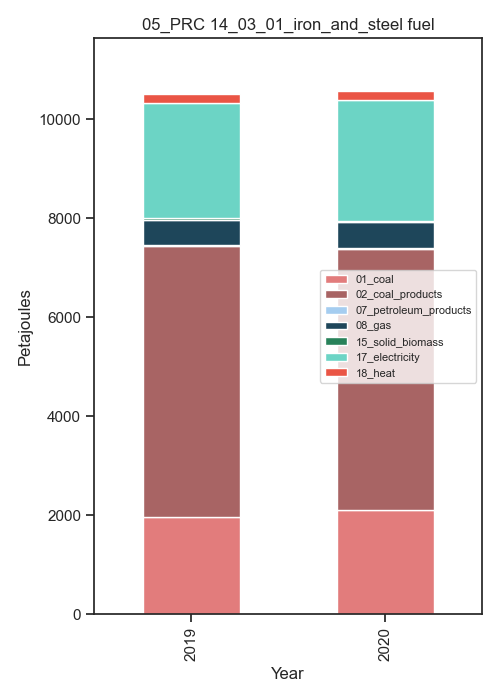 05_PRC 14_03_01_iron_and_steel fuel
Petajoules
10000
8000
6000
4000
2000
0
01_coal
02_coal_products
07_petroleum_products
08_gas
15_solid_biomass
17_electricity
18_heat
2019
2020
Year